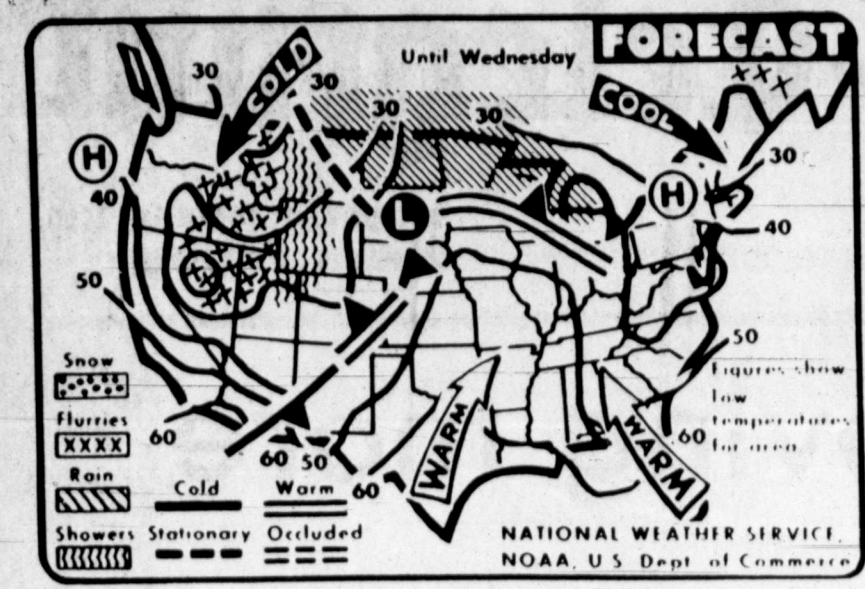 FORECAST
Until Wednesday
COLD
COOL
30
30
30
30
30
H
H
L
40
40
50
50
60
60
50
60
60
WARM
WARM
Figures show
low
temperatures
for area
Snow
Flurries
XXXX
Rain
Showers
Cold
Warm
Stationary
Occluded
NATIONAL WEATHER SERVICE,
NOAA, U S Dept of Commerce